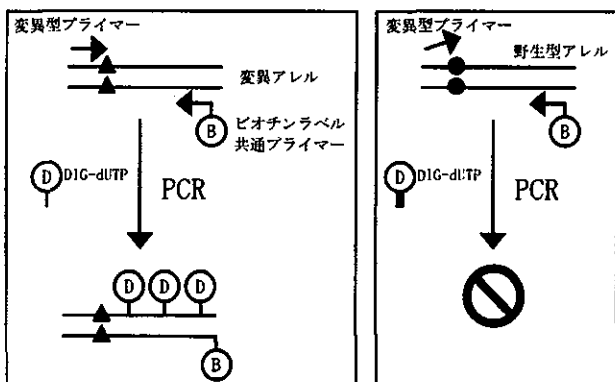 変異型プライマー
変異アレル
ビオチンラベル
共通プライマー
B
D
DIG-dUTP
PCR
D D D
B
変異型プライマー
野生型アレル
B
D
DIG-dUTP
PCR